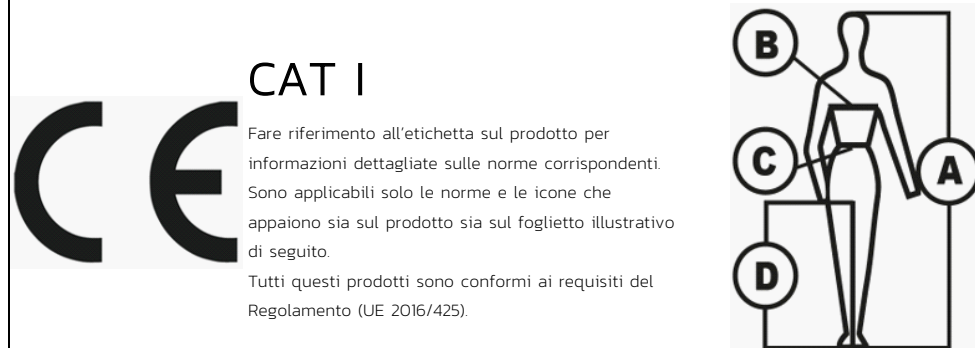 CE
CAT I
Fare riferimento all'etichetta sul prodotto per
informazioni dettagliate sulle norme corrispondenti.
Sono applicabili solo le norme e le icone che
appaiono sia sul prodotto sia sul foglietto illustrativo
di seguito.
Tutti questi prodotti sono conformi ai requisiti del
Regolamento (UE 2016/425).
B
C
A
D